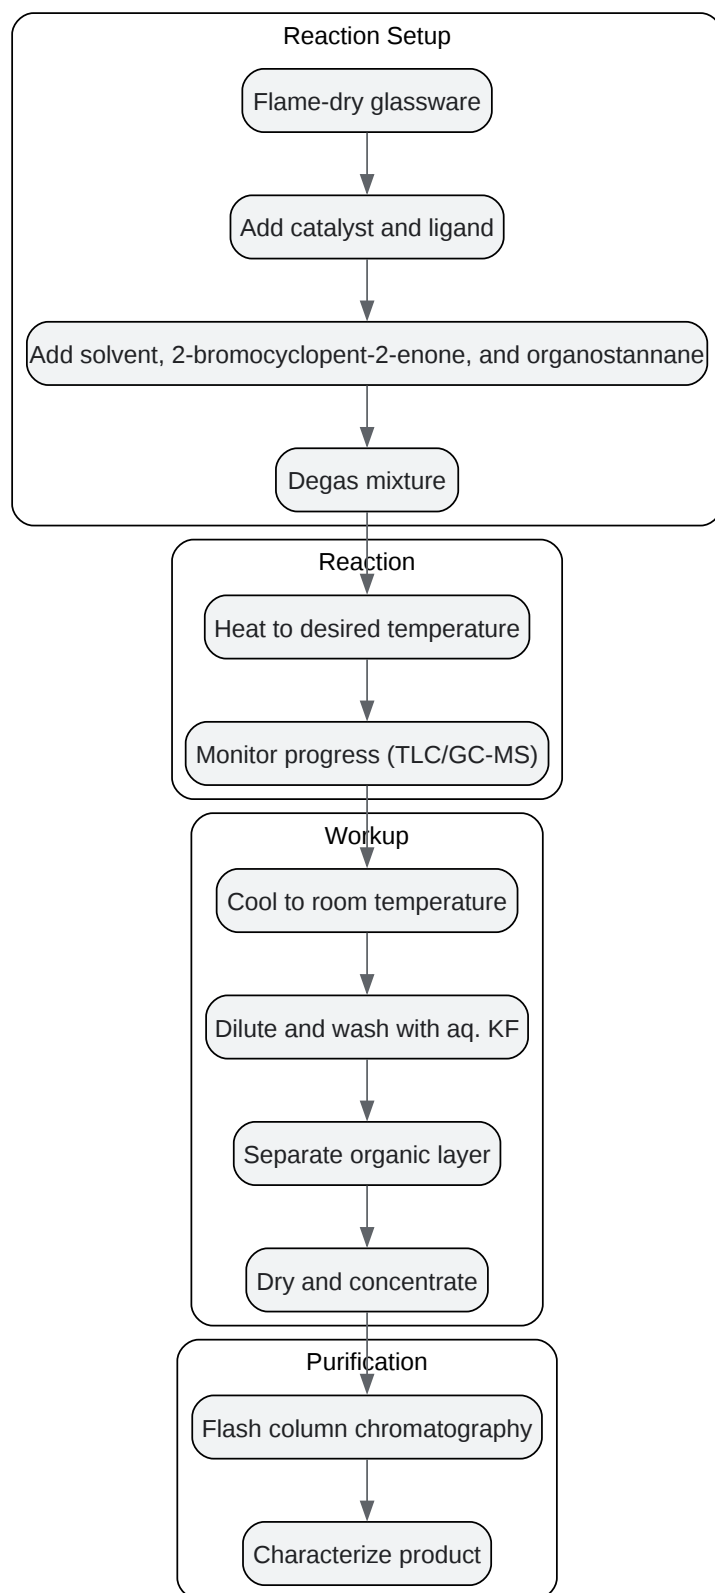 Reaction Setup
Flame-dry glassware
Add catalyst and ligand
Add solvent, 2-bromocyclopent-2-enone, and organostannane
Degas mixture
Reaction
Heat to desired temperature
Monitor progress (TLC/GC-MS)
Workup
Cool to room temperature
Dilute and wash with aq. KF
Separate organic layer
Dry and concentrate
Purification
Flash column chromatography
Characterize product